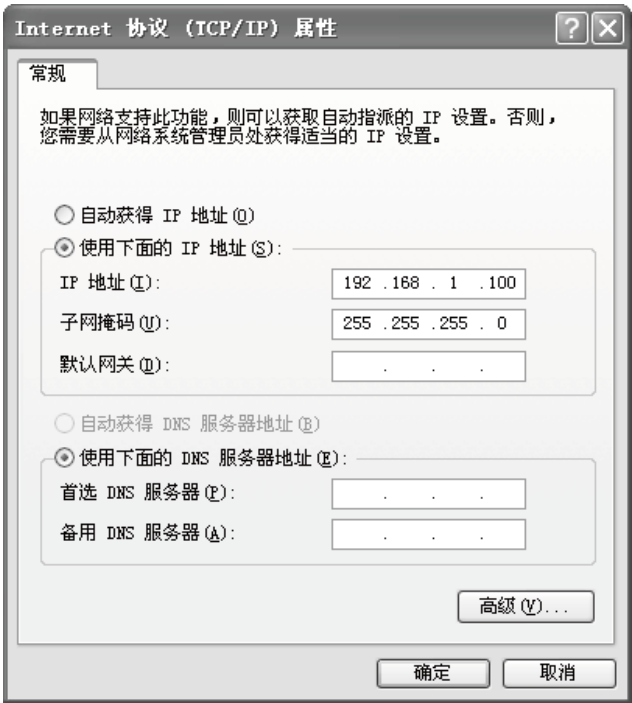 Internet 协议 (TCP/IP) 属性
常规
如果网络支持此功能，则可以获取自动指派的 IP 设置。否则，
您需要从网络系统管理员处获得适当的 IP 设置。
自动获得 IP 地址(O)
使用下面的 IP 地址(S):
IP 地址(I): 192 .168 . 1 .100
子网掩码(U): 255 .255 .255 . 0
默认网关(D): . . .
自动获得 DNS 服务器地址(B)
使用下面的 DNS 服务器地址(E):
首选 DNS 服务器(P): . . .
备用 DNS 服务器(A): . . .
高级(V)...
确定 取消